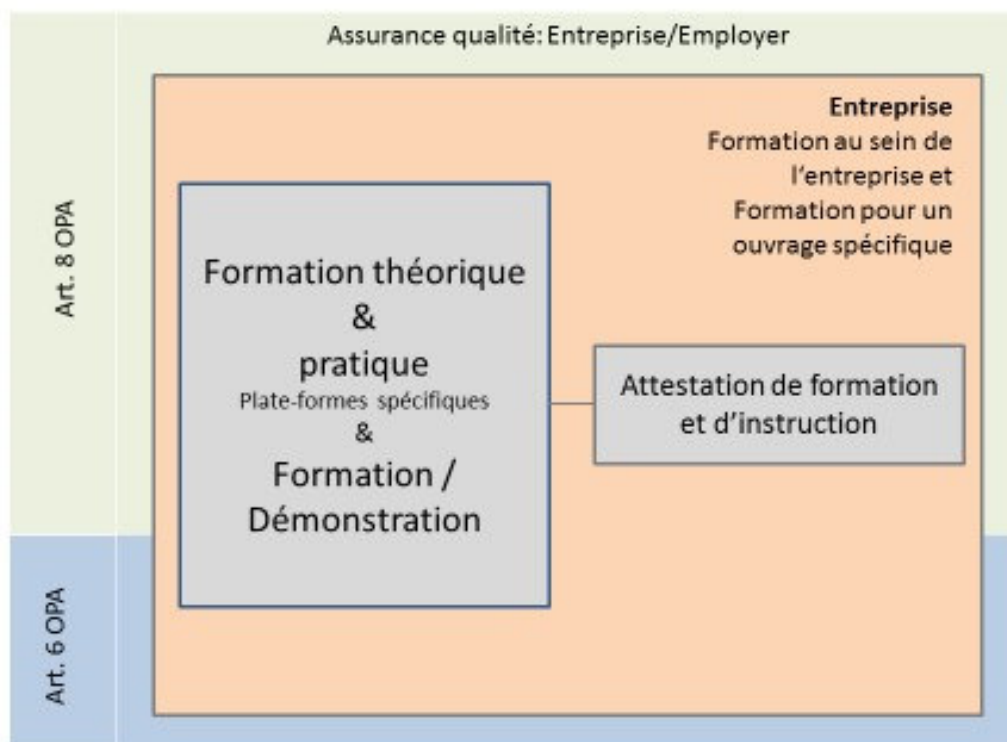 Assurance qualité: Entreprise/Employer
Art. 8 OPA
Entreprise
Formation au sein de
l'entreprise et
Formation pour un
ouvrage spécifique
Formation théorique
&
pratique
Plate-formes spécifiques
&
Formation /
Démonstration
Attestation de formation
et d'instruction
Art. 6 OPA